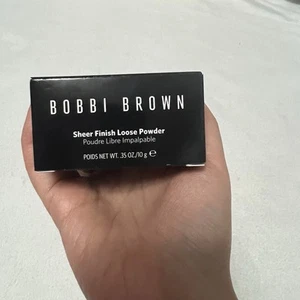 BOBBI BROWN
Sheer Finish Loose Powder
Poudre Libre Impalpable
POIDS NET WT. .35 OZ./10 g ℮